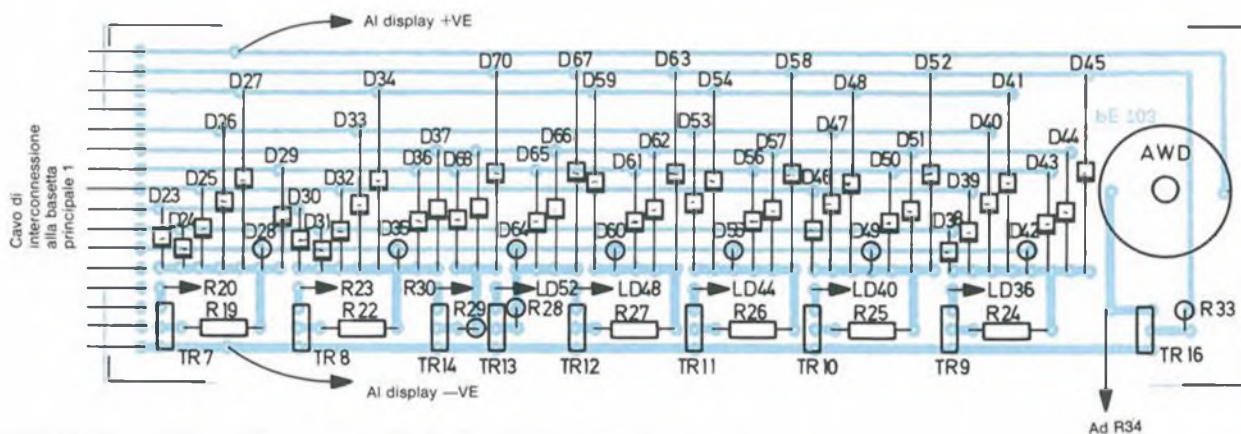 Al display +VE
D70 D67 D63 D58 D52 D45
D27 D34 D59 D54 D48 D41
D26 D33 D37 D66 D62 D53 D57 D47 D51 D40 D44
bE 103
AWD
D23 D25 D29 D32 D36 D68 D65 D61 D56 D46 D50 D39 D43
D24 D28 D30 D31 D35 D64 D60 D55 D49 D38 D42
Cavo di
interconnessione
alla basetta
principale 1
R20 R23 R30 LD52 LD48 LD44 LD40 LD36
R19 R22 R29 R28 R27 R26 R25 R24 R33
TR7 TR8 TR14 TR13 TR12 TR11 TR10 TR9 TR16
Al display —VE
Ad R34